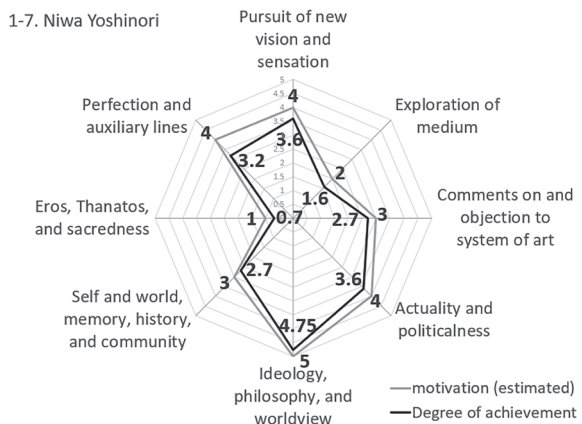 1-7. Niwa Yoshinori
Pursuit of new
vision and
sensation
Exploration of
medium
Comments on and
objection to
system of art
Actuality and
politicalness
Ideology,
philosophy, and
worldview
Self and world,
memory, history,
and community
Eros, Thanatos,
and sacredness
Perfection and
auxiliary lines
5
4.5
4
3.6
2.5
2
1.5
1
0.5
0
4
2
3
4
5
3
1
4
1.6
2.7
3.6
4.75
2.7
0.7
3.2
motivation (estimated)
Degree of achievement